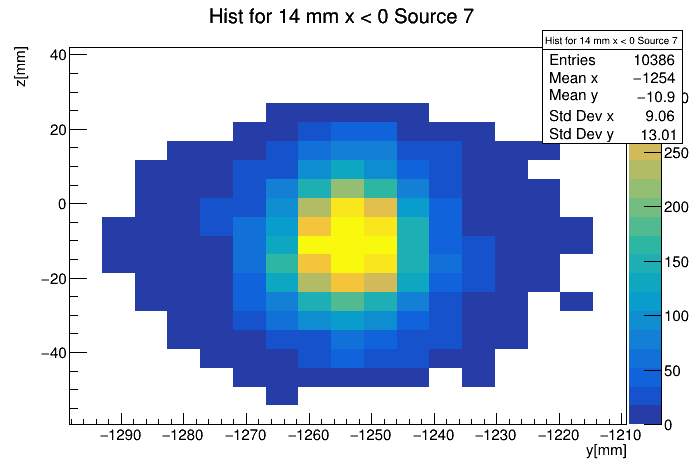 Hist for 14 mm x < 0 Source 7
Hist for 14 mm x < 0 Source 7
Entries 10386
Mean x −1254
Mean y −10.9
Std Dev x 9.06
Std Dev y 13.01
z[mm]
40
20
0
−20
−40
−1290 −1280 −1270 −1260 −1250 −1240 −1230 −1220 −1210
y[mm]
250
200
150
100
50
0